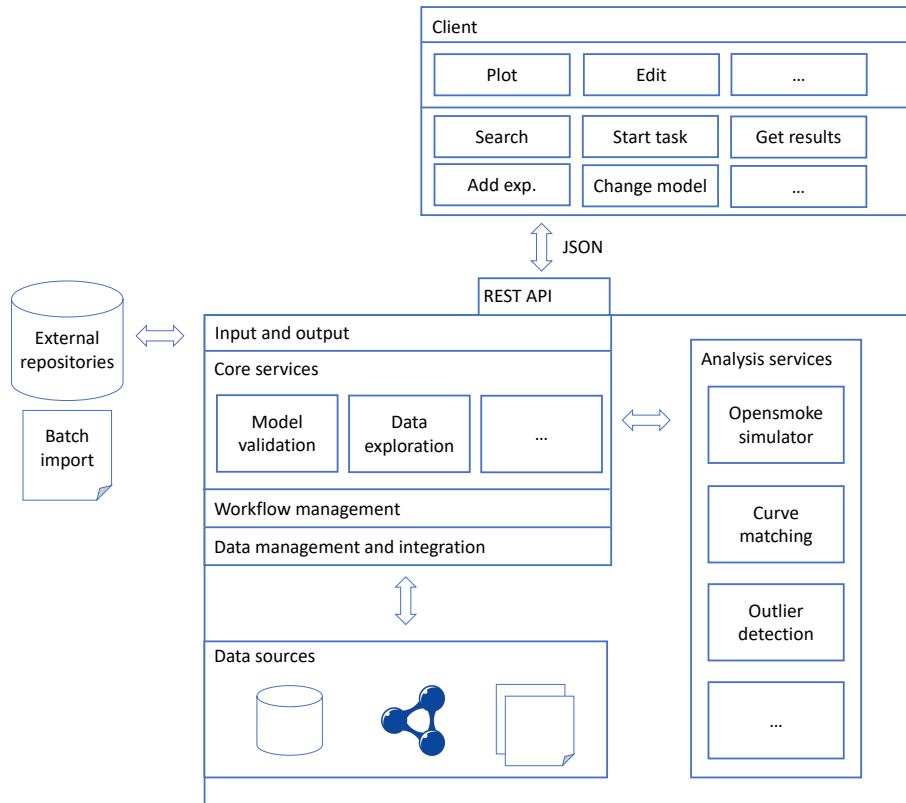 Client
Plot
Edit
...
Search
Start task
Get results
Add exp.
Change model
...
JSON
REST API
External
repositories
Batch
import
Input and output
Core services
Model
validation
Data
exploration
...
Workflow management
Data management and integration
Data sources
Analysis services
Opensmoke
simulator
Curve
matching
Outlier
detection
...